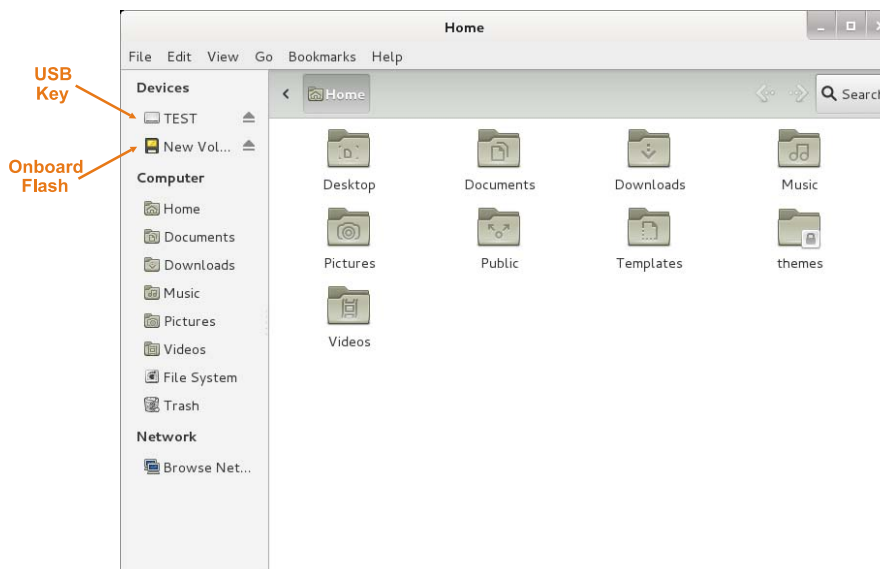 Home
File Edit View Go Bookmarks Help
USB
Key
Onboard
Flash
Devices
TEST
New Vol...
Computer
Home
Documents
Downloads
Music
Pictures
Videos
File System
Trash
Network
Browse Net...
Home
Search
Desktop Documents Downloads Music
Pictures Public Templates themes
Videos